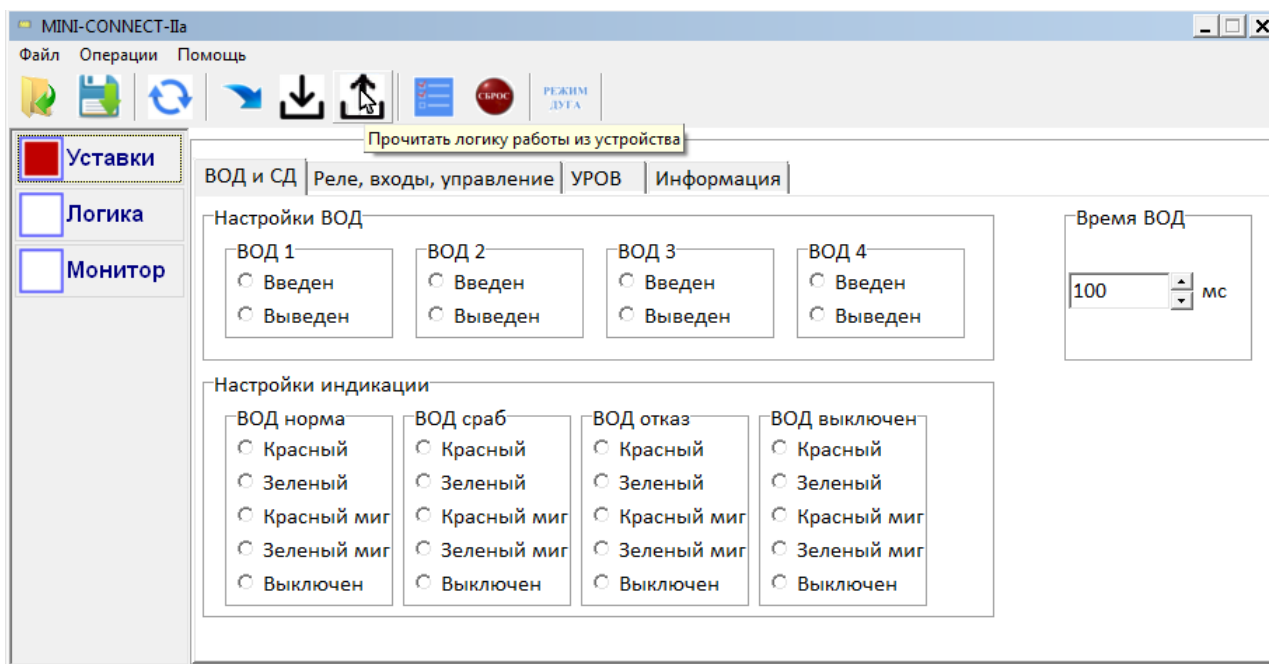 MINI-CONNECT-IIa
Файл Операции Помощь
СБРОС
РЕЖИМ
ДУГА
Прочитать логику работы из устройства
Уставки
Логика
Монитор
ВОД и СД Реле, входы, управление УРОВ Информация
Настройки ВОД Время ВОД
ВОД 1 ВОД 2 ВОД 3 ВОД 4
Введен Введен Введен Введен
100 мс
Выведен Выведен Выведен Выведен
Настройки индикации
ВОД норма ВОД сраб ВОД отказ ВОД выключен
Красный Красный Красный Красный
Зеленый Зеленый Зеленый Зеленый
Красный миг Красный миг Красный миг Красный миг
Зеленый миг Зеленый миг Зеленый миг Зеленый миг
Выключен Выключен Выключен Выключен